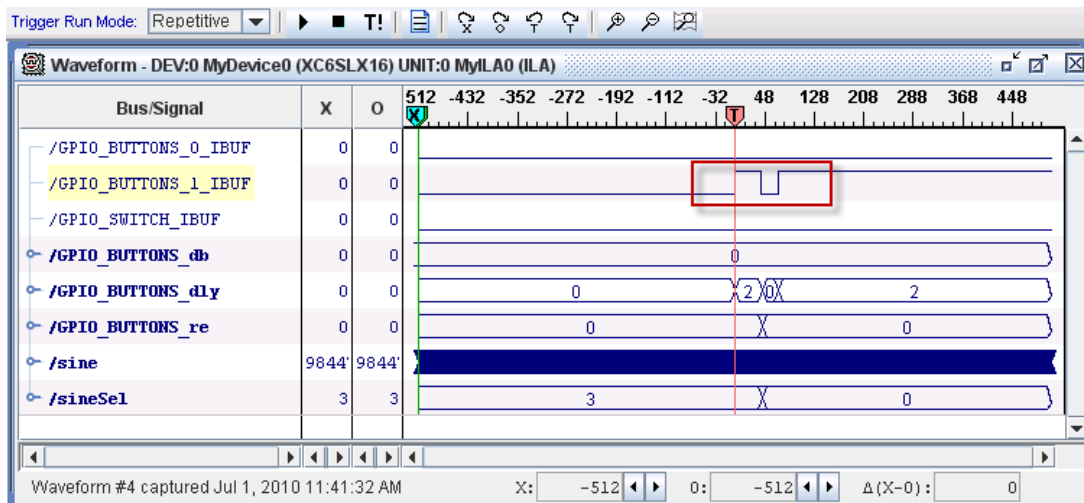 Trigger Run Mode: Repetitive T!
Waveform - DEV:0 MyDevice0 (XC6SLX16) UNIT:0 MyILA0 (ILA)
Bus/Signal X O 512 -432 -352 -272 -192 -112 -32 48 128 208 288 368 448
X T
/GPIO_BUTTONS_0_IBUF 0 0
/GPIO_BUTTONS_1_IBUF 0 0
/GPIO_SWITCH_IBUF 0 0
/GPIO_BUTTONS_db 0 0 0
/GPIO_BUTTONS_dly 0 0 0 2 0 2
/GPIO_BUTTONS_re 0 0 0 0
/sine 9844' 9844'
/sineSel 3 3 3 0
Waveform #4 captured Jul 1, 2010 11:41:32 AM X: -512 O: -512 Δ(X-O): 0